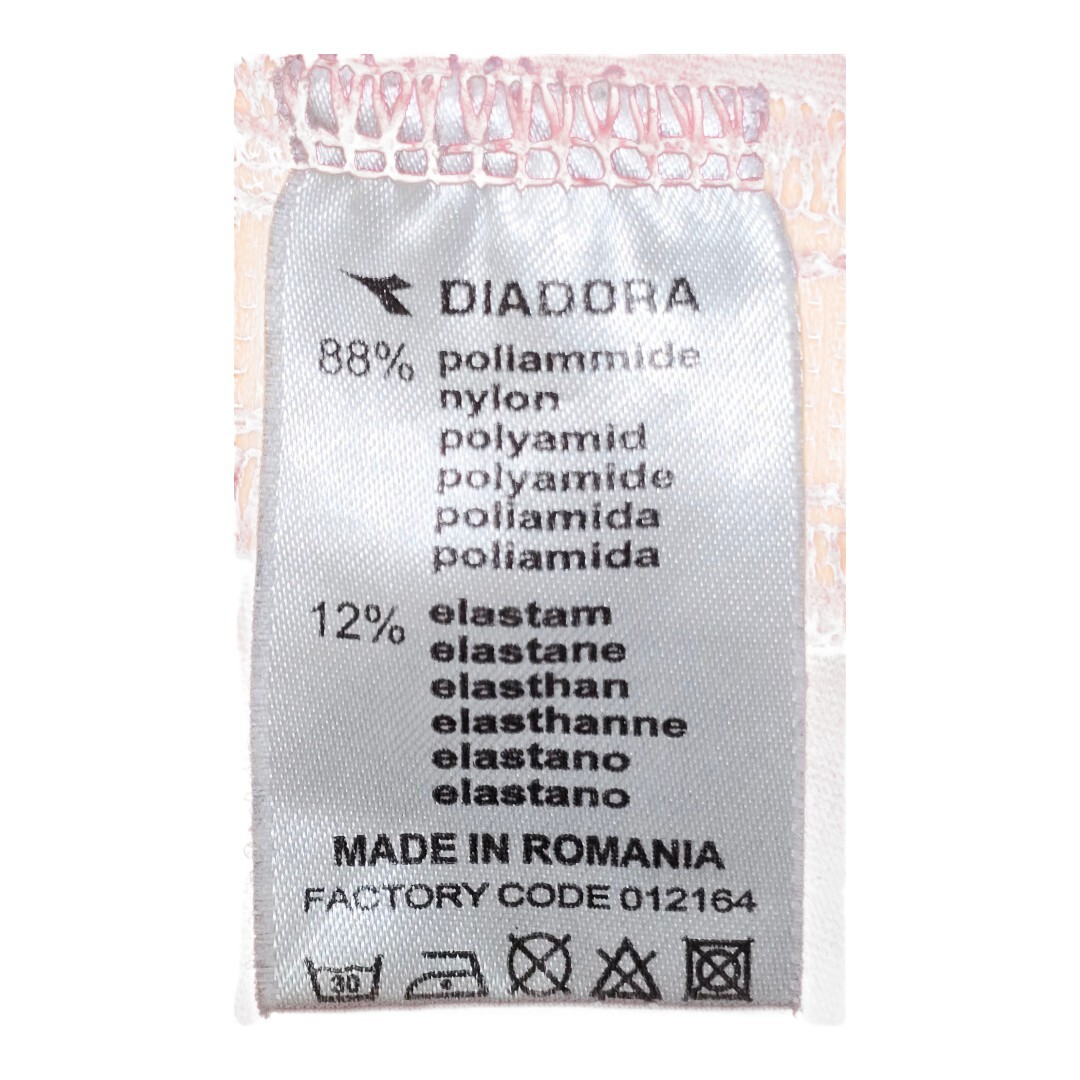 DIADORA
88% poliammide
nylon
polyamid
polyamide
poliamida
poliamida
12% elastam
elastane
elasthan
elasthanne
elastano
elastano
MADE IN ROMANIA
FACTORY CODE 012164
30